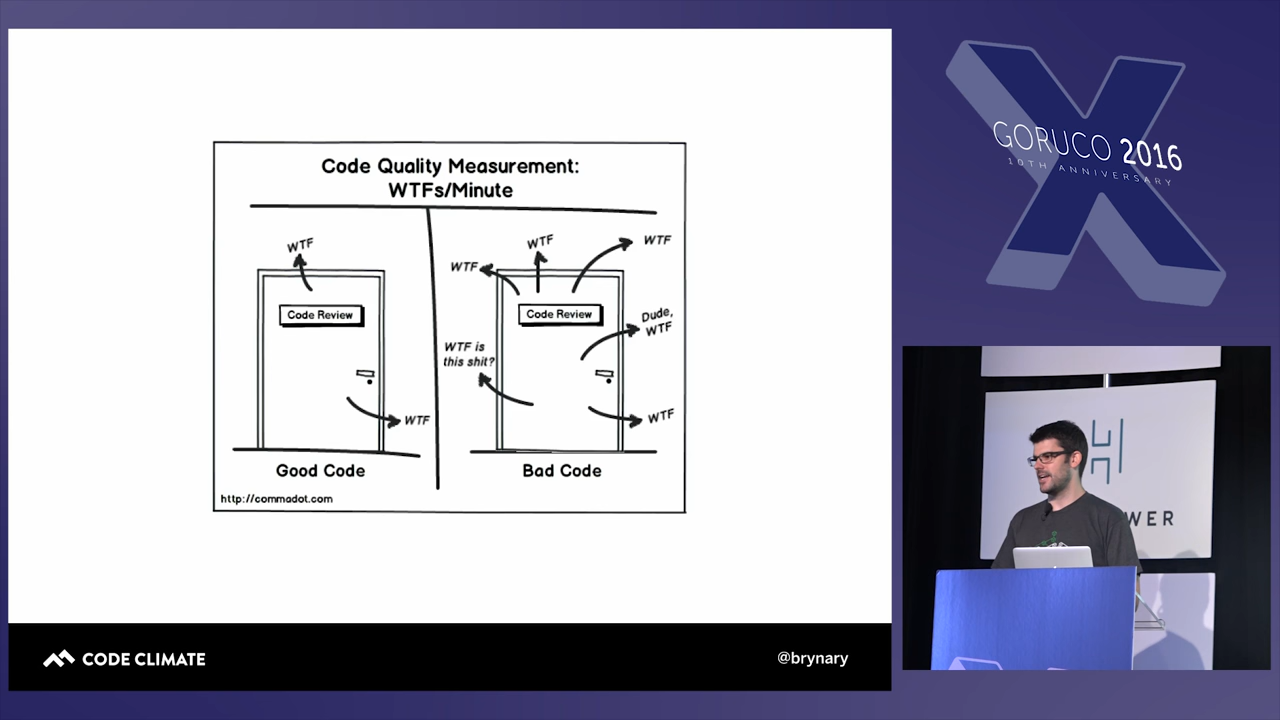 Code Quality Measurement:
WTFs/Minute
WTF
Code Review
WTF
Good Code
http://commadot.com
WTF
WTF
WTF
Code Review
Dude,
WTF
WTF is
this shit?
WTF
Bad Code
CODE CLIMATE
@brynary
GORUCO 2016
10TH ANNIVERSARY
WER